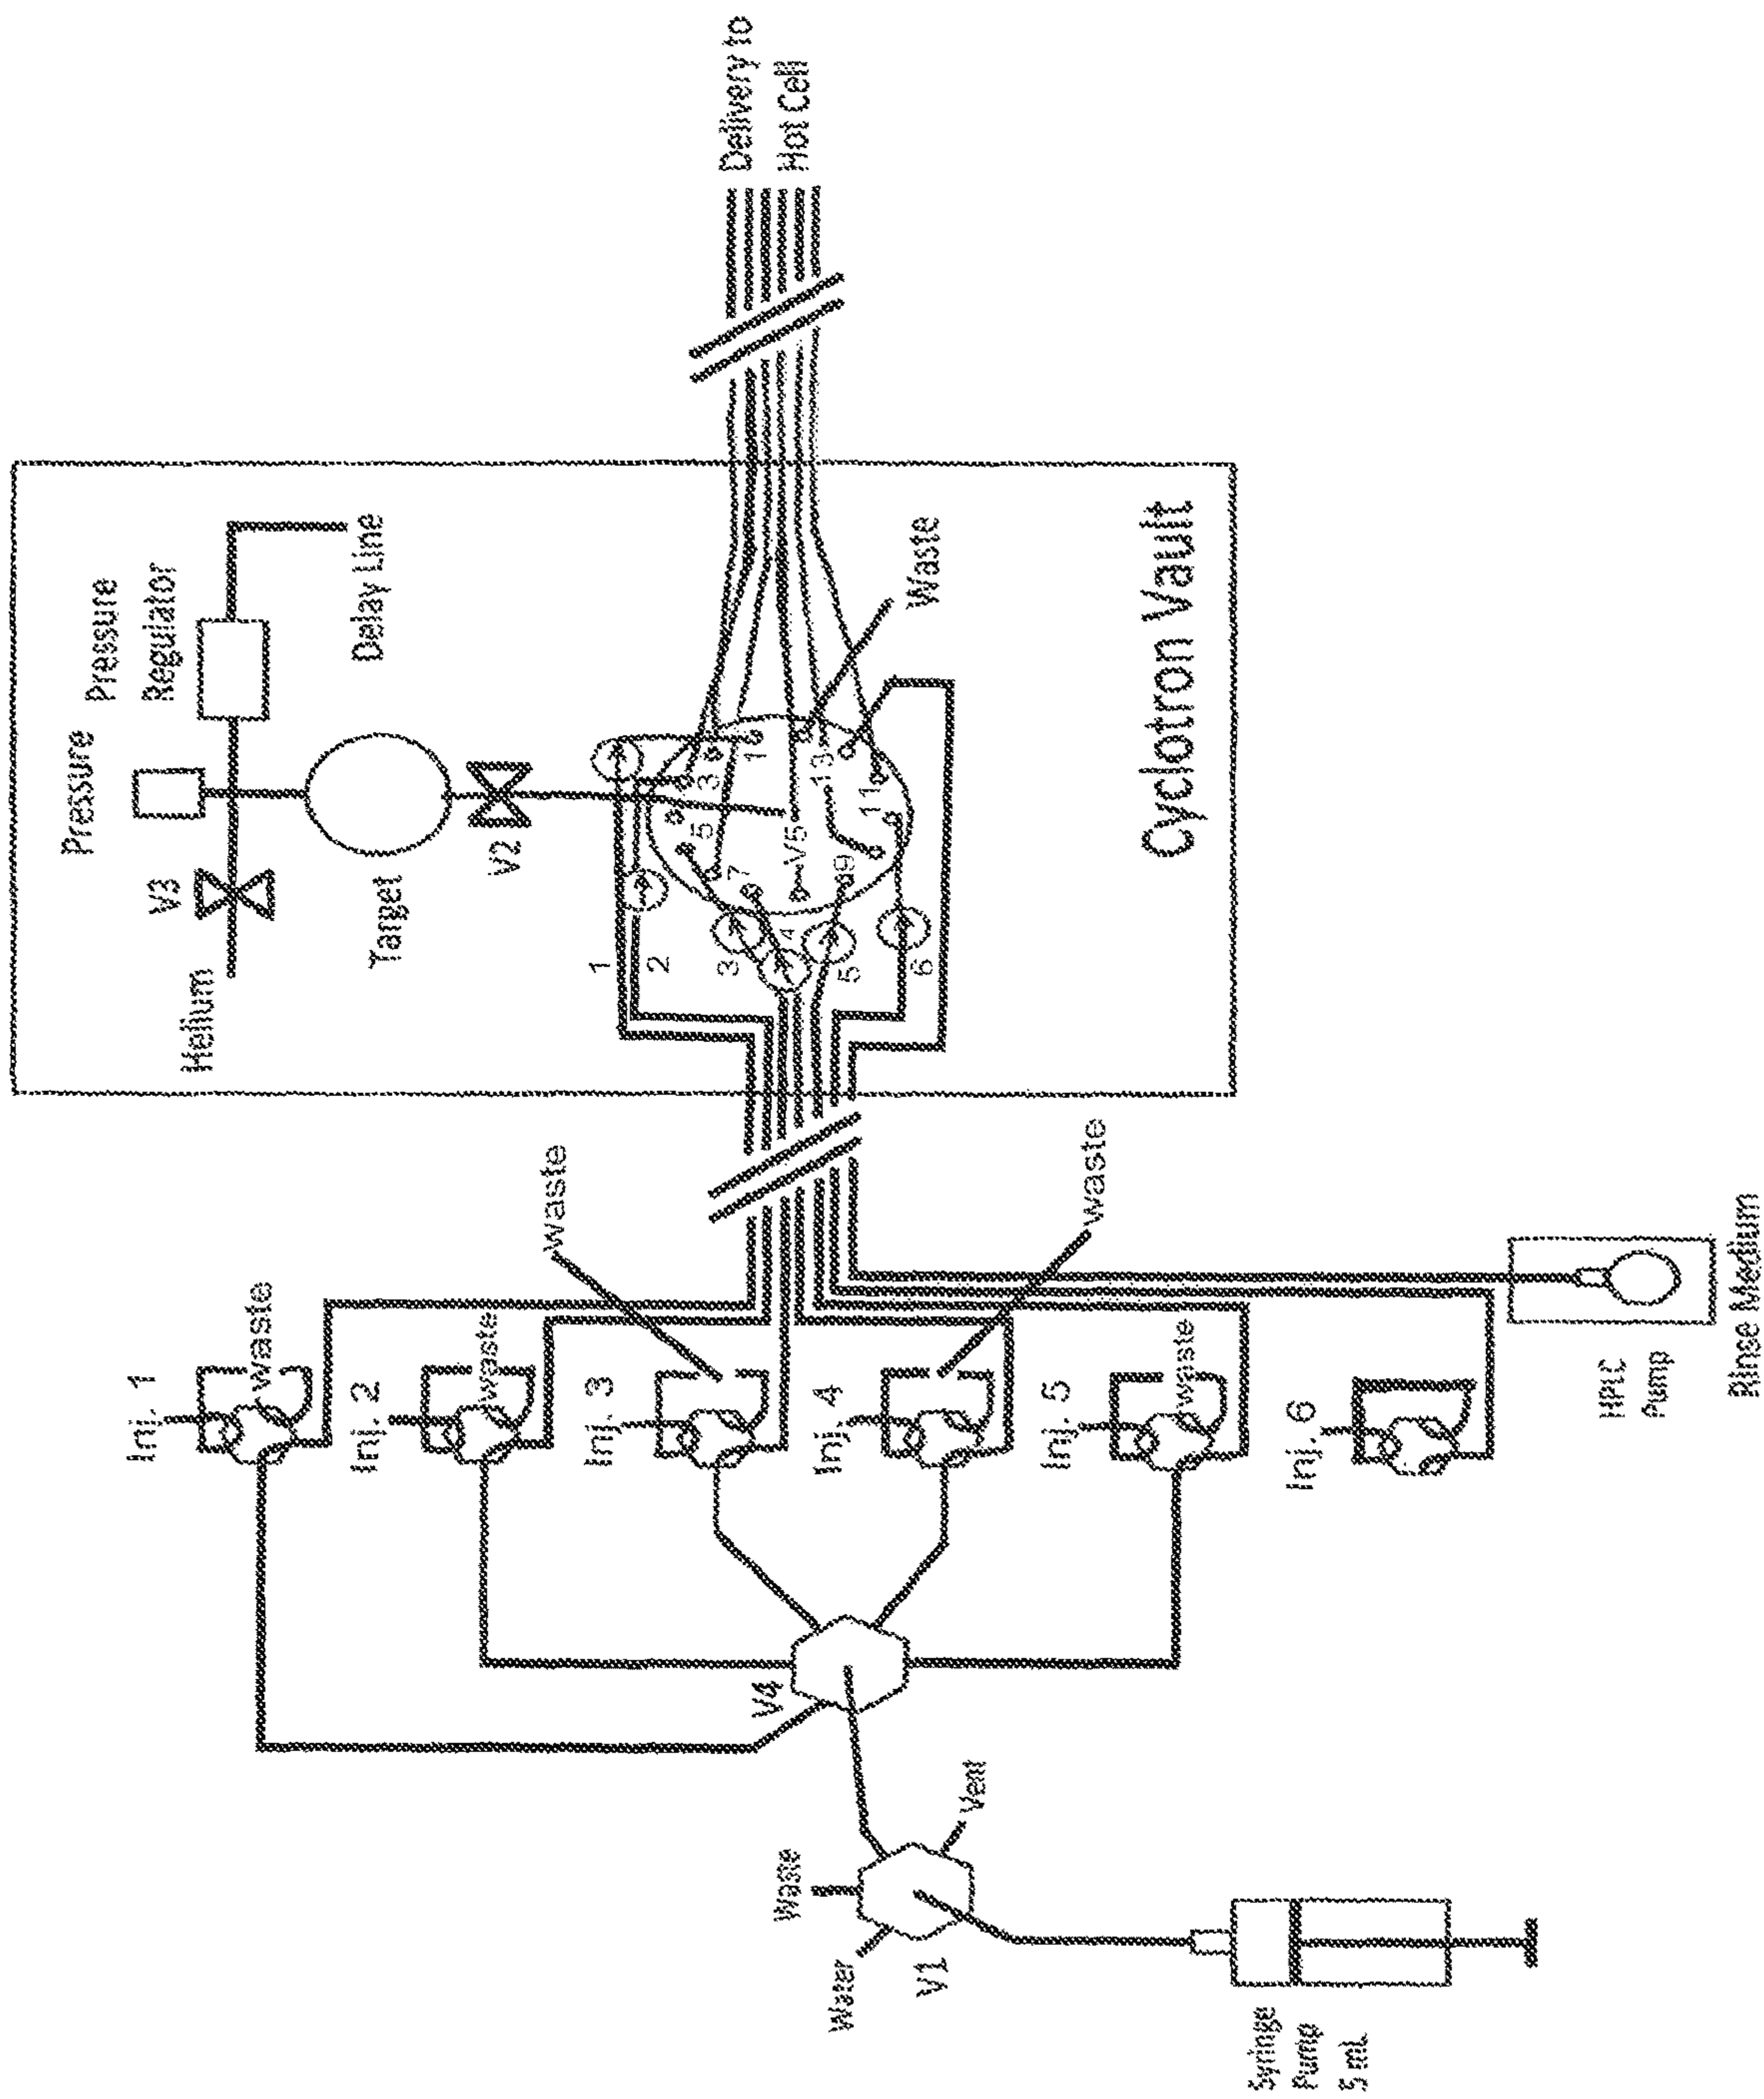 Delivery to
Hot Cell
Pressure
Pressure
Regulator
V3
Delay Line
Helium
Target
V2
1
2
3
4
5
6
1
3
5
7
V5
9
11
13
Waste
Cyclotron Vault
Inj. 1
waste
Inj. 2
waste
Inj. 3
waste
Inj. 4
waste
Inj. 5
waste
Inj. 6
HPLC
Pump
Rinse Medium
V4
Waste
Water
Vent
V1
Syringe
Pump
5 mL